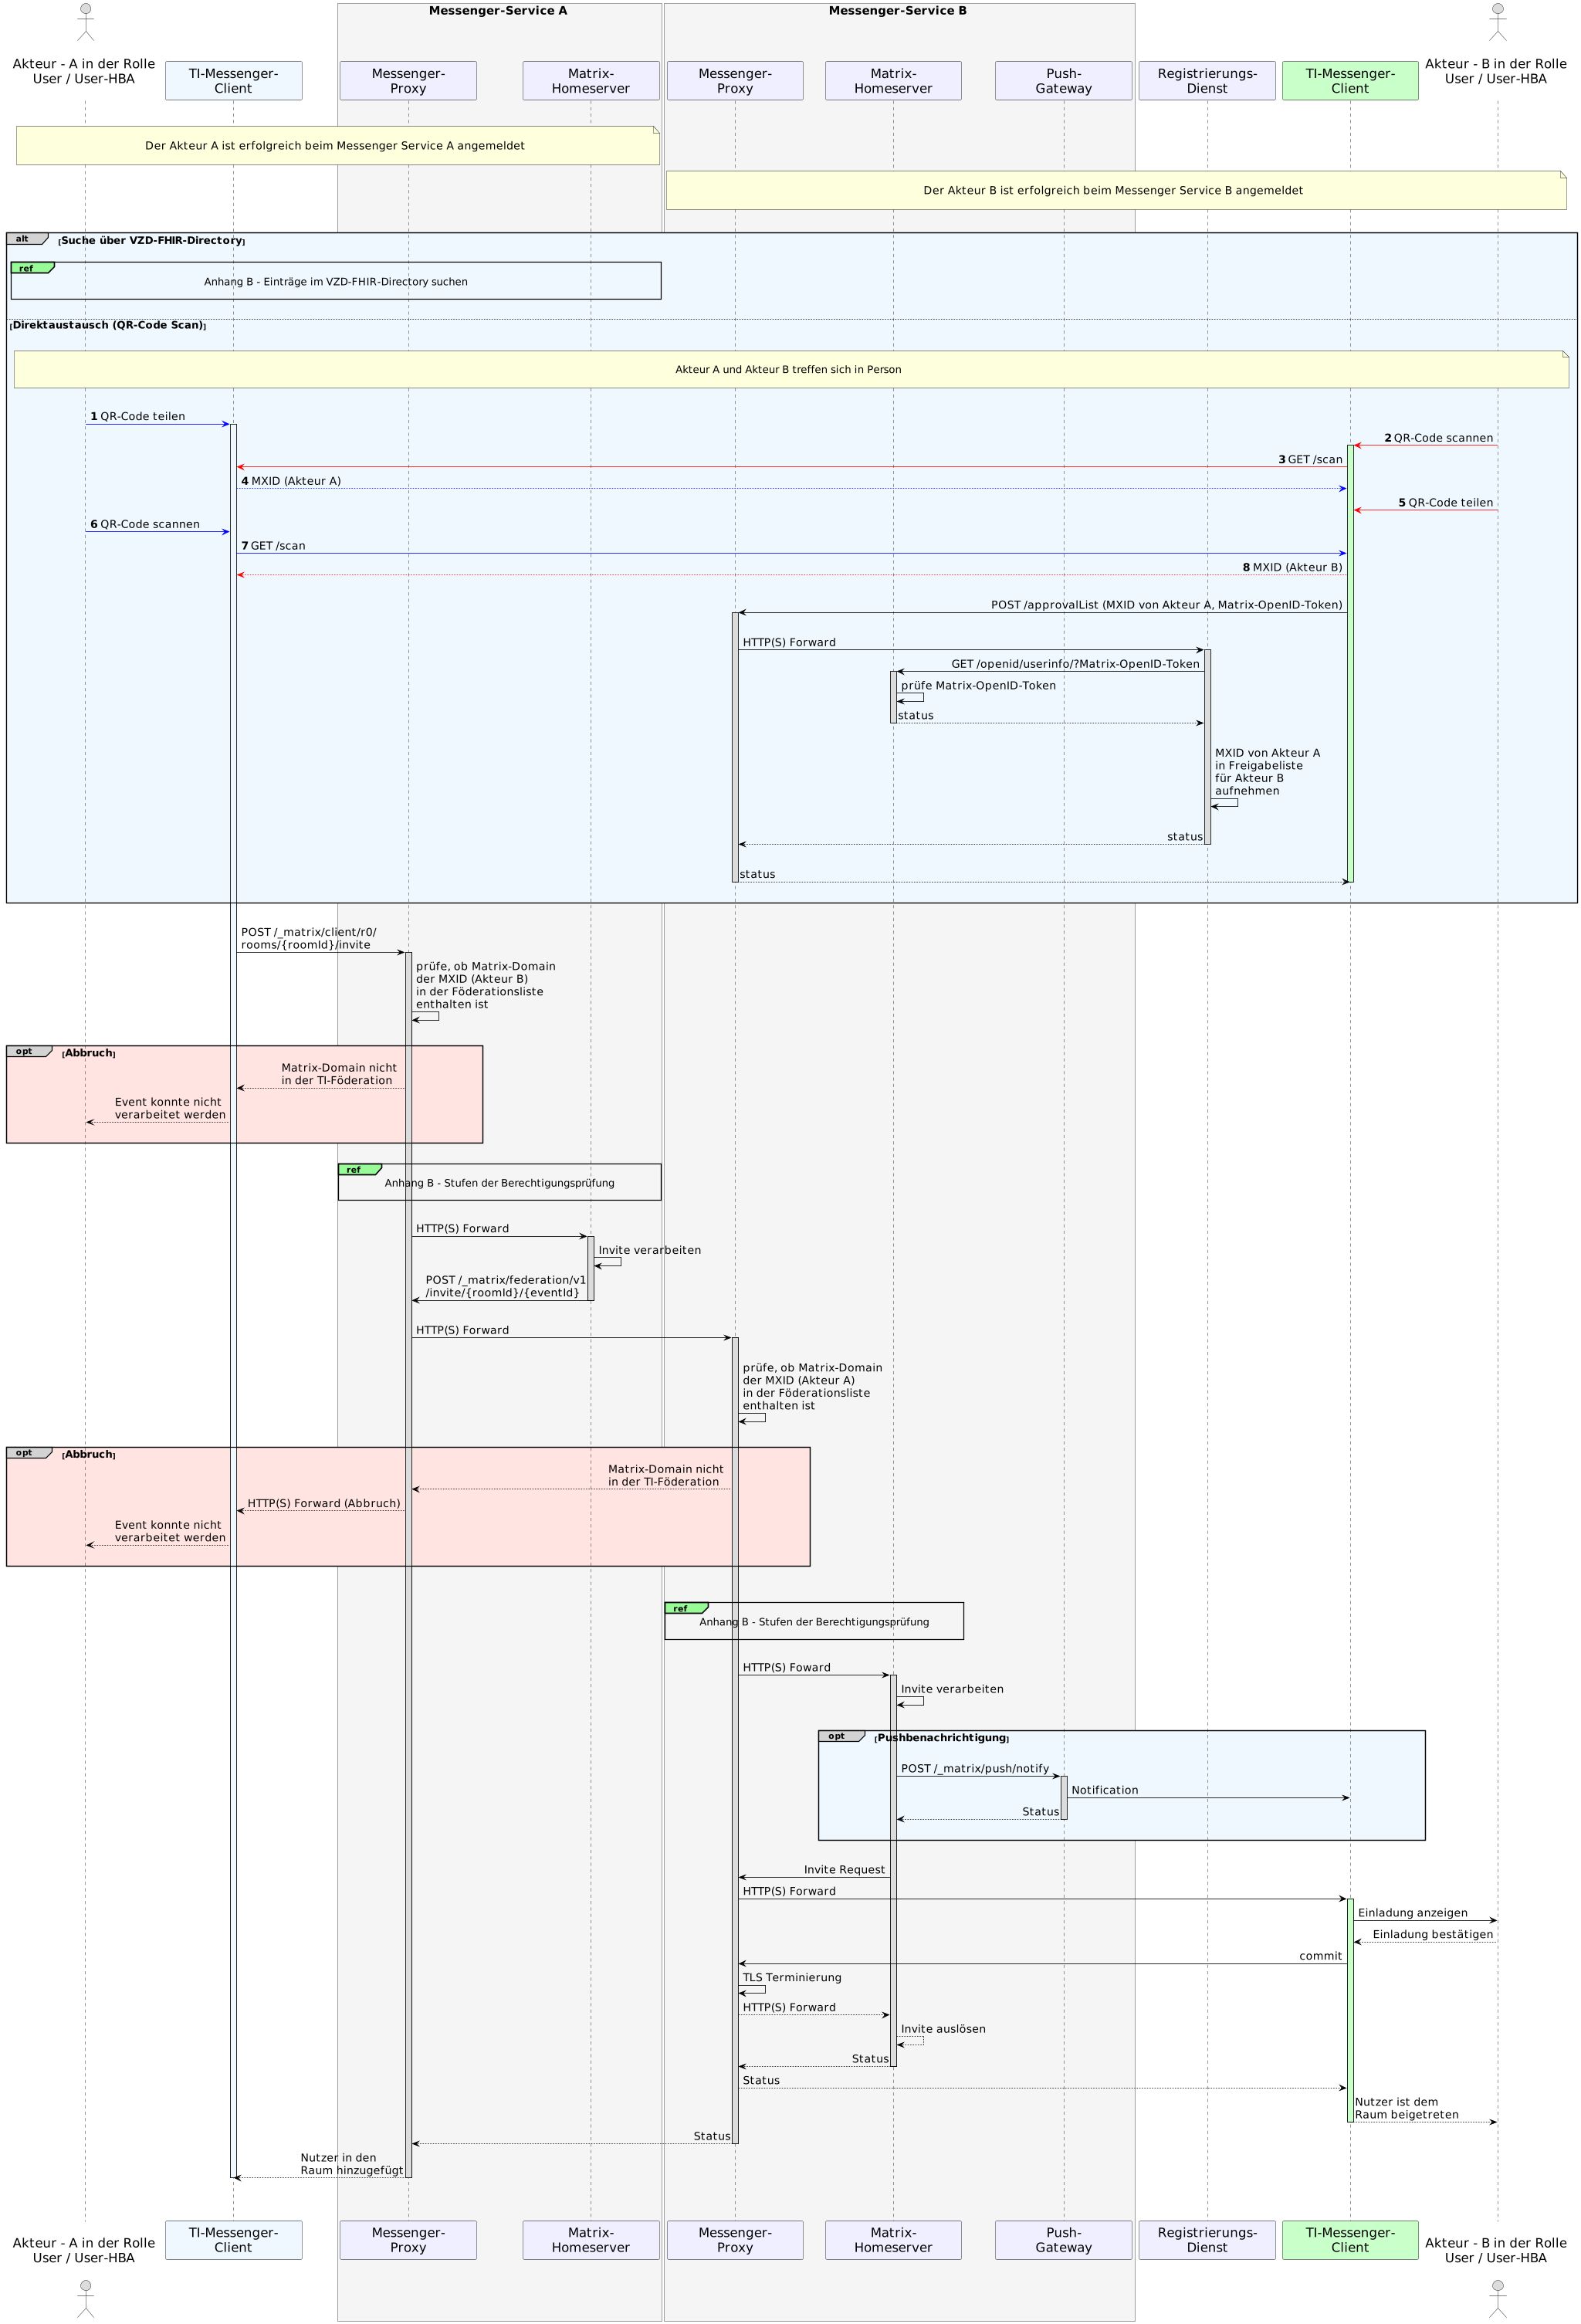 Messenger-Service A
Messenger-Service B
Akteur - A in der Rolle
User / User-HBA
TI-Messenger-
Client
Messenger-
Proxy
Matrix-
Homeserver
Messenger-
Proxy
Matrix-
Homeserver
Push-
Gateway
Registrierungs-
Dienst
TI-Messenger-
Client
Akteur - B in der Rolle
User / User-HBA
Der Akteur A ist erfolgreich beim Messenger Service A angemeldet
Der Akteur B ist erfolgreich beim Messenger Service B angemeldet
alt [Suche über VZD-FHIR-Directory]
ref
Anhang B - Einträge im VZD-FHIR-Directory suchen
[Direktaustausch (QR-Code Scan)]
Akteur A und Akteur B treffen sich in Person
1 QR-Code teilen
2 QR-Code scannen
3 GET /scan
4 MXID (Akteur A)
5 QR-Code teilen
6 QR-Code scannen
7 GET /scan
8 MXID (Akteur B)
POST /approvalList (MXID von Akteur A, Matrix-OpenID-Token)
HTTP(S) Forward
GET /openid/userinfo/?Matrix-OpenID-Token
prüfe Matrix-OpenID-Token
status
MXID von Akteur A
in Freigabeliste
für Akteur B
aufnehmen
status
status
POST /_matrix/client/r0/
rooms/{roomId}/invite
prüfe, ob Matrix-Domain
der MXID (Akteur B)
in der Föderationsliste
enthalten ist
opt [Abbruch]
Matrix-Domain nicht
in der TI-Föderation
Event konnte nicht
verarbeitet werden
ref
Anhang B - Stufen der Berechtigungsprüfung
HTTP(S) Forward
Invite verarbeiten
POST /_matrix/federation/v1
/invite/{roomId}/{eventId}
HTTP(S) Forward
prüfe, ob Matrix-Domain
der MXID (Akteur A)
in der Föderationsliste
enthalten ist
opt [Abbruch]
Matrix-Domain nicht
in der TI-Föderation
HTTP(S) Forward (Abbruch)
Event konnte nicht
verarbeitet werden
ref
Anhang B - Stufen der Berechtigungsprüfung
HTTP(S) Foward
Invite verarbeiten
opt [Pushbenachrichtigung]
POST /_matrix/push/notify
Notification
Status
Invite Request
HTTP(S) Forward
Einladung anzeigen
Einladung bestätigen
commit
TLS Terminierung
HTTP(S) Forward
Invite auslösen
Status
Status
Nutzer ist dem
Raum beigetreten
Status
Nutzer in den
Raum hinzugefügt
Akteur - A in der Rolle
User / User-HBA
TI-Messenger-
Client
Messenger-
Proxy
Matrix-
Homeserver
Messenger-
Proxy
Matrix-
Homeserver
Push-
Gateway
Registrierungs-
Dienst
TI-Messenger-
Client
Akteur - B in der Rolle
User / User-HBA